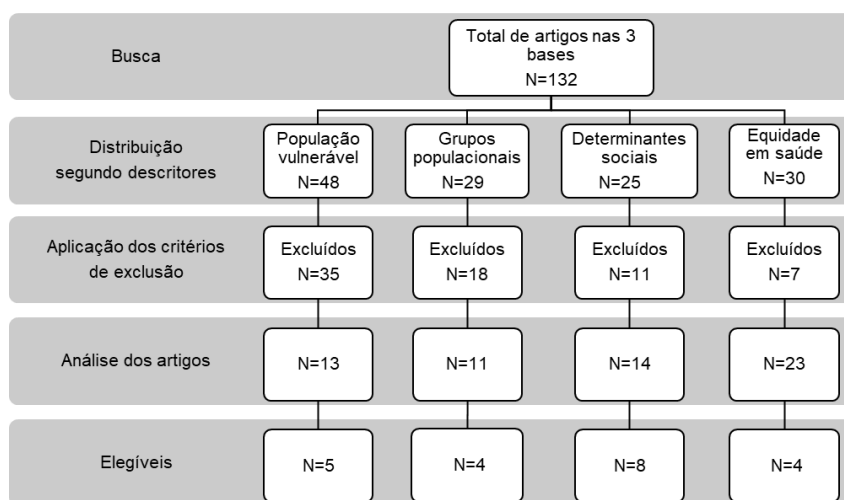 Busca
Total de artigos nas 3
bases
N=132
Distribuição
segundo descritores
População
vulnerável
N=48
Grupos
populacionais
N=29
Determinantes
sociais
N=25
Equidade
em saúde
N=30
Aplicação dos critérios
de exclusão
Excluídos
N=35
Excluídos
N=18
Excluídos
N=11
Excluídos
N=7
Análise dos artigos
N=13
N=11
N=14
N=23
Elegíveis
N=5
N=4
N=8
N=4